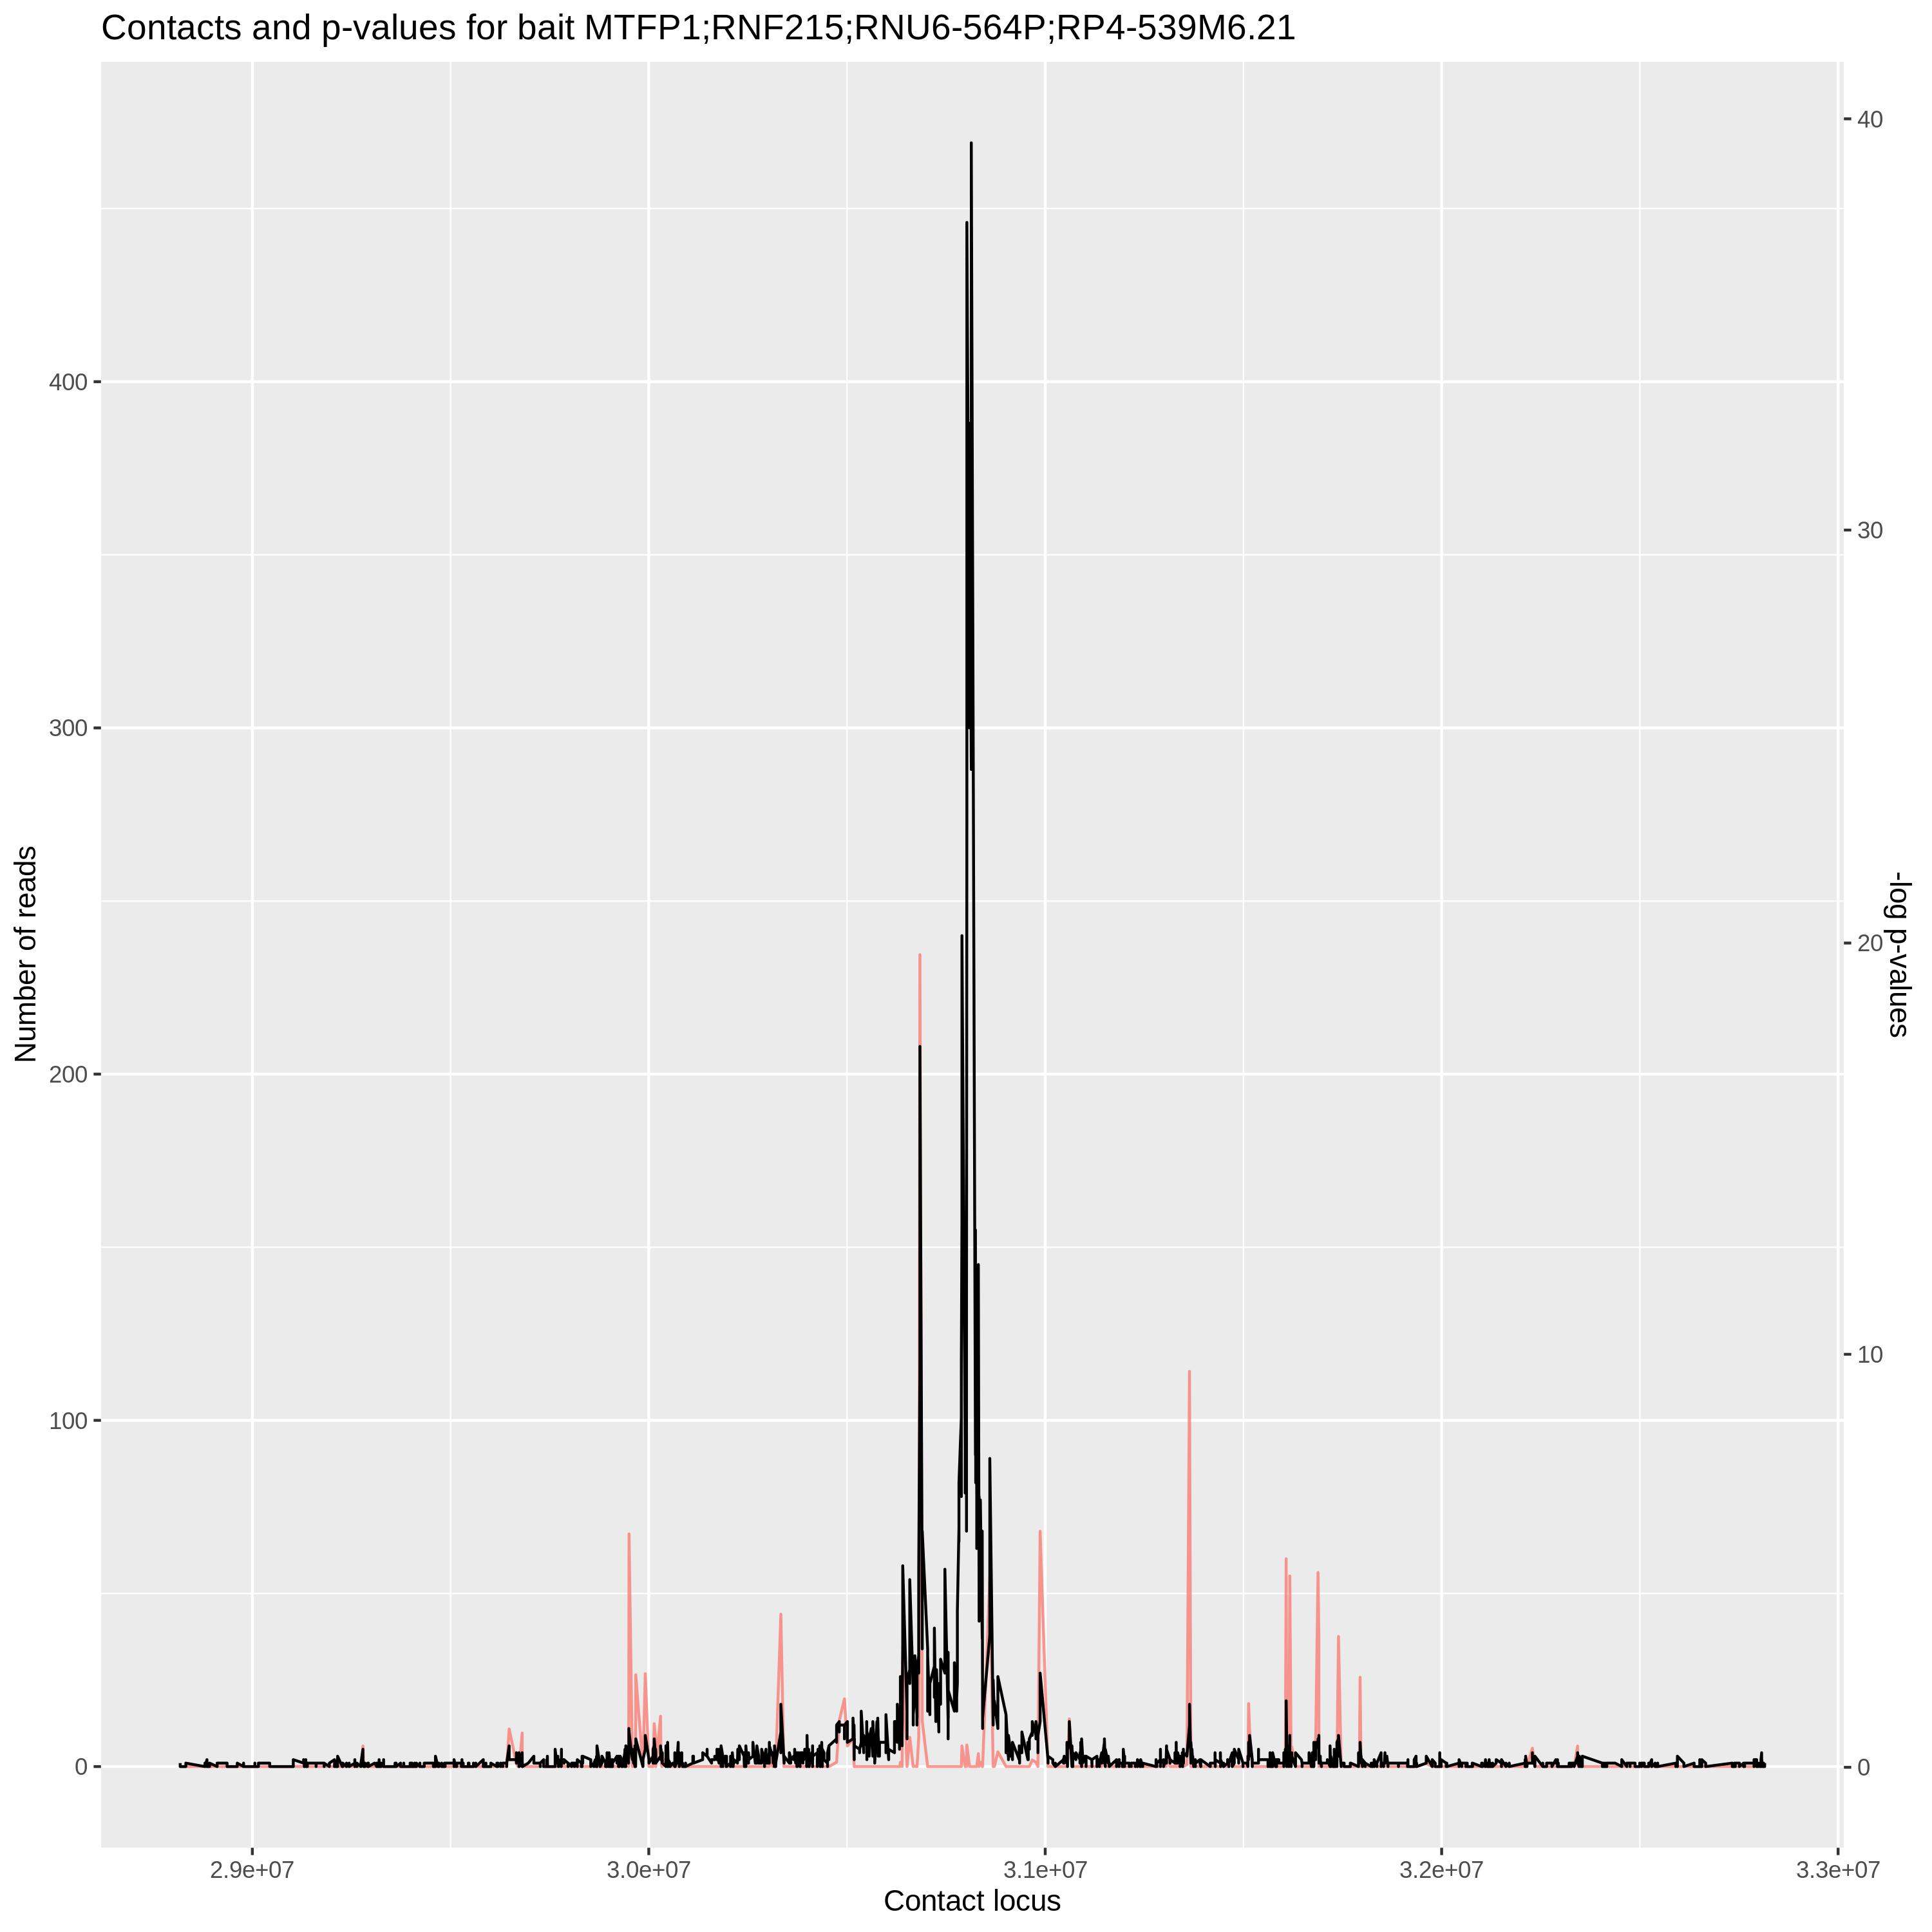 Contacts and p-values for bait MTFP1;RNF215;RNU6-564P;RP4-539M6.21
Number of reads
400
300
200
100
0
40
30
20
10
0
-log p-values
2.9e+07 3.0e+07 3.1e+07 3.2e+07 3.3e+07
Contact locus